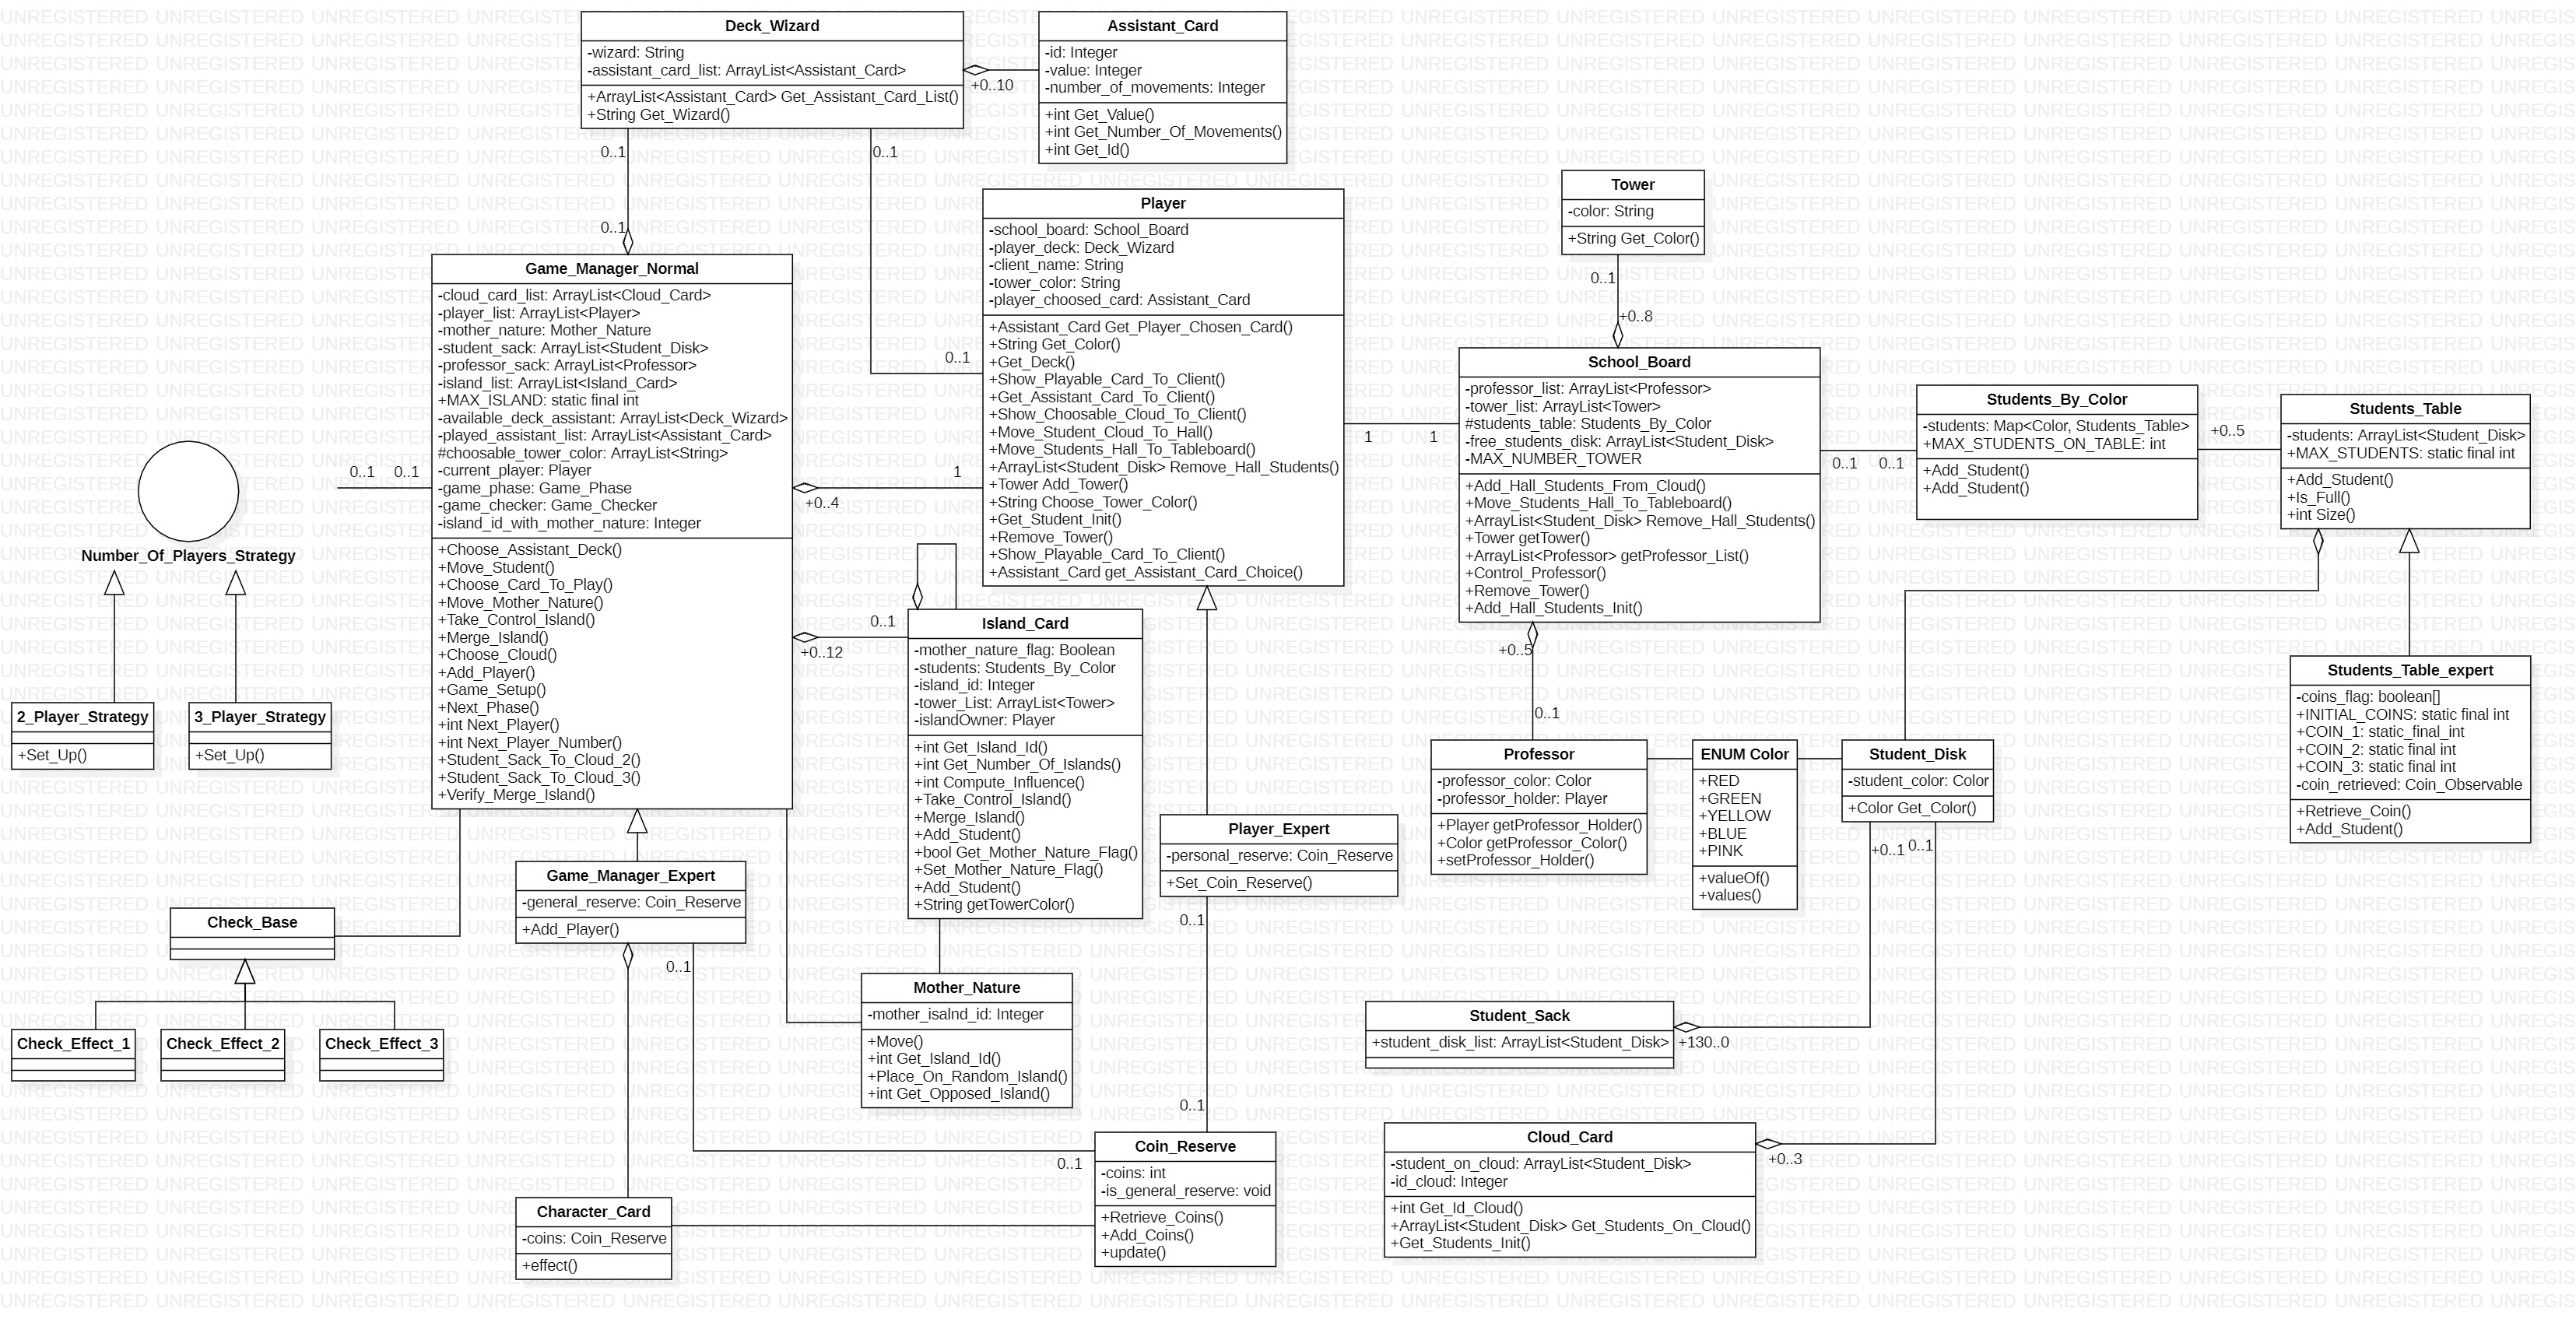 Deck_Wizard
-wizard: String
-assistant_card_list: ArrayList<Assistant_Card>
+ArrayList<Assistant_Card> Get_Assistant_Card_List()
+String Get_Wizard()
+0..10
Assistant_Card
-id: Integer
-value: Integer
-number_of_movements: Integer
+int Get_Value()
+int Get_Number_Of_Movements()
+int Get_Id()
0..1
0..1
0..1
0..1
Game_Manager_Normal
-cloud_card_list: ArrayList<Cloud_Card>
-player_list: ArrayList<Player>
-mother_nature: Mother_Nature
-student_sack: ArrayList<Student_Disk>
-professor_sack: ArrayList<Professor>
-island_list: ArrayList<Island_Card>
+MAX_ISLAND: static final int
-available_deck_assistant: ArrayList<Deck_Wizard>
-played_assistant_list: ArrayList<Assistant_Card>
#choosable_tower_color: ArrayList<String>
-current_player: Player
-game_phase: Game_Phase
-game_checker: Game_Checker
-island_id_with_mother_nature: Integer
+Choose_Assistant_Deck()
+Move_Student()
+Choose_Card_To_Play()
+Move_Mother_Nature()
+Take_Control_Island()
+Merge_Island()
+Choose_Cloud()
+Add_Player()
+Game_Setup()
+Next_Phase()
+int Next_Player()
+int Next_Player_Number()
+Student_Sack_To_Cloud_2()
+Student_Sack_To_Cloud_3()
+Verify_Merge_Island()
0..1
0..1
Number_Of_Players_Strategy
2_Player_Strategy
+Set_Up()
3_Player_Strategy
+Set_Up()
Player
-school_board: School_Board
-player_deck: Deck_Wizard
-client_name: String
-tower_color: String
-player_choosed_card: Assistant_Card
+Assistant_Card Get_Player_Chosen_Card()
+String Get_Color()
+Get_Deck()
+Show_Playable_Card_To_Client()
+Get_Assistant_Card_To_Client()
+Show_Choosable_Cloud_To_Client()
+Move_Student_Cloud_To_Hall()
+Move_Students_Hall_To_Tableboard()
+ArrayList<Student_Disk> Remove_Hall_Students()
+Tower Add_Tower()
+String Choose_Tower_Color()
+Get_Student_Init()
+Remove_Tower()
+Show_Playable_Card_To_Client()
+Assistant_Card get_Assistant_Card_Choice()
1
+0..4
1
1
Tower
-color: String
+String Get_Color()
0..1
+0..8
School_Board
-professor_list: ArrayList<Professor>
-tower_list: ArrayList<Tower>
#students_table: Students_By_Color
-free_students_disk: ArrayList<Student_Disk>
-MAX_NUMBER_TOWER
+Add_Hall_Students_From_Cloud()
+Move_Students_Hall_To_Tableboard()
+ArrayList<Student_Disk> Remove_Hall_Students()
+Tower getTower()
+ArrayList<Professor> getProfessor_List()
+Control_Professor()
+Remove_Tower()
+Add_Hall_Students_Init()
0..1
0..1
Students_By_Color
-students: Map<Color, Students_Table>
+MAX_STUDENTS_ON_TABLE: int
+Add_Student()
+Add_Student()
+0..5
Students_Table
-students: ArrayList<Student_Disk>
+MAX_STUDENTS: static final int
+Add_Student()
+Is_Full()
+int Size()
Students_Table_expert
-coins_flag: boolean[]
+INITIAL_COINS: static final int
+COIN_1: static_final_int
+COIN_2: static final int
+COIN_3: static final int
-coin_retrieved: Coin_Observable
+Retrieve_Coin()
+Add_Student()
0..1
+0..12
Island_Card
-mother_nature_flag: Boolean
-students: Students_By_Color
-island_id: Integer
-tower_List: ArrayList<Tower>
-islandOwner: Player
+int Get_Island_Id()
+int Get_Number_Of_Islands()
+int Compute_Influence()
+Take_Control_Island()
+Merge_Island()
+Add_Student()
+bool Get_Mother_Nature_Flag()
+Set_Mother_Nature_Flag()
+Add_Student()
+String getTowerColor()
+0..5
0..1
Professor
-professor_color: Color
-professor_holder: Player
+Player getProfessor_Holder()
+Color getProfessor_Color()
+setProfessor_Holder()
ENUM Color
+RED
+GREEN
+YELLOW
+BLUE
+PINK
+valueOf()
+values()
Student_Disk
-student_color: Color
+Color Get_Color()
+0..1
0..1
Player_Expert
-personal_reserve: Coin_Reserve
+Set_Coin_Reserve()
0..1
0..1
Game_Manager_Expert
-general_reserve: Coin_Reserve
+Add_Player()
0..1
Check_Base
Check_Effect_1
Check_Effect_2
Check_Effect_3
Mother_Nature
-mother_isalnd_id: Integer
+Move()
+int Get_Island_Id()
+Place_On_Random_Island()
+int Get_Opposed_Island()
Student_Sack
+student_disk_list: ArrayList<Student_Disk>
+130..0
Coin_Reserve
-coins: int
-is_general_reserve: void
+Retrieve_Coins()
+Add_Coins()
+update()
0..1
Cloud_Card
-student_on_cloud: ArrayList<Student_Disk>
-id_cloud: Integer
+int Get_Id_Cloud()
+ArrayList<Student_Disk> Get_Students_On_Cloud()
+Get_Students_Init()
+0..3
Character_Card
-coins: Coin_Reserve
+effect()